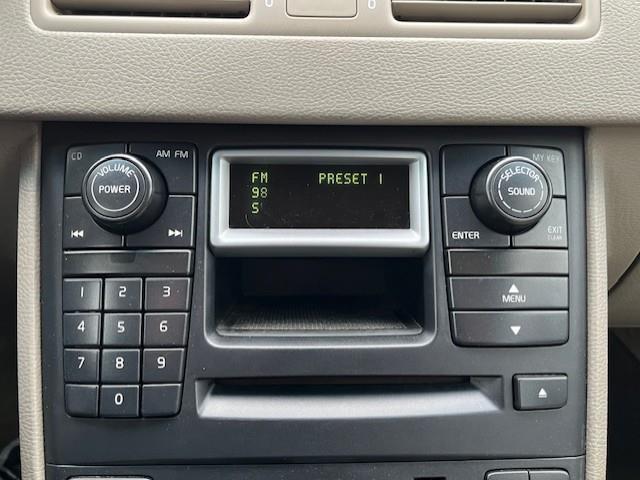 CD
AM FM
VOLUME
POWER
FM PRESET 1
98
5
SELECTOR
SOUND
MY KEY
ENTER
EXIT
CLEAR
1 2 3
4 5 6
7 8 9
0
MENU
0